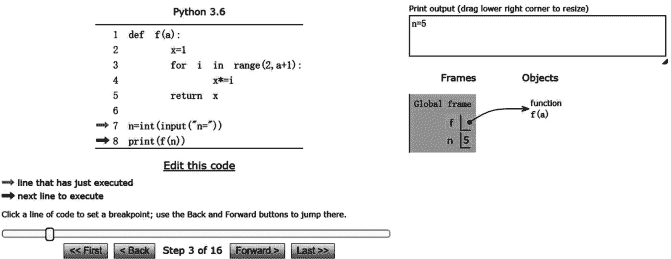 Python 3.6
1 def f(a):
2 x=1
3 for i in range(2,a+1):
4 x*=i
5 return x
6
7 n=int(input("n="))
8 print(f(n))
Edit this code
line that has just executed
next line to execute
Click a line of code to set a breakpoint; use the Back and Forward buttons to jump there.
<< First < Back Step 3 of 16 Forward > Last >>
Print output (drag lower right corner to resize)
n=5
Frames Objects
Global frame
f
n 5
function
f(a)